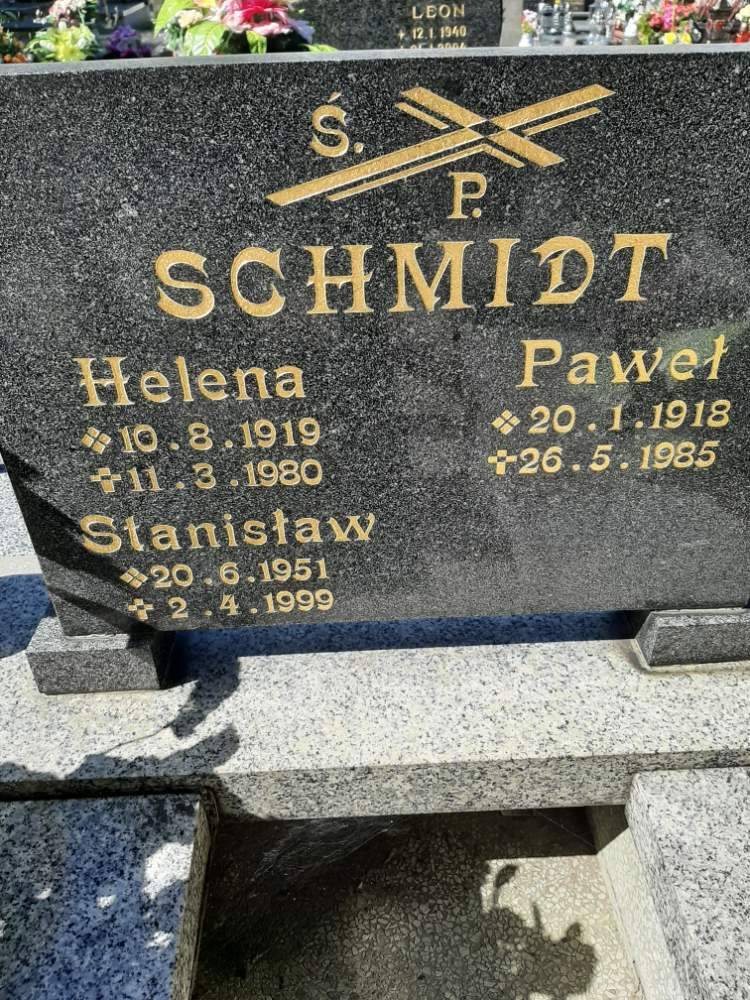 LEON
+ 12.1.1940
Ś.
P.
SCHMIDT
Helena
❖ 10.8.1919
✝ 11.3.1980
Stanisław
❖ 20.6.1951
✝ 2.4.1999
Paweł
❖ 20.1.1918
✝ 26.5.1985